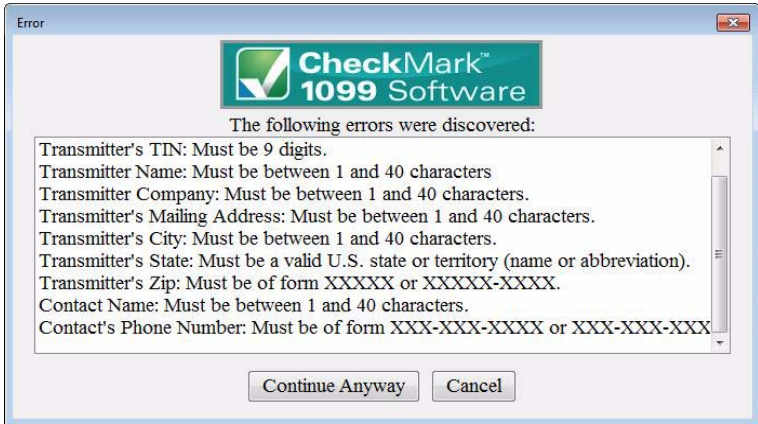 Error
CheckMark™
1099 Software
The following errors were discovered:
Transmitter's TIN: Must be 9 digits.
Transmitter Name: Must be between 1 and 40 characters
Transmitter Company: Must be between 1 and 40 characters.
Transmitter's Mailing Address: Must be between 1 and 40 characters.
Transmitter's City: Must be between 1 and 40 characters.
Transmitter's State: Must be a valid U.S. state or territory (name or abbreviation).
Transmitter's Zip: Must be of form XXXXX or XXXXX-XXXX.
Contact Name: Must be between 1 and 40 characters.
Contact's Phone Number: Must be of form XXX-XXX-XXXX or XXX-XXX-XXX
Continue Anyway Cancel